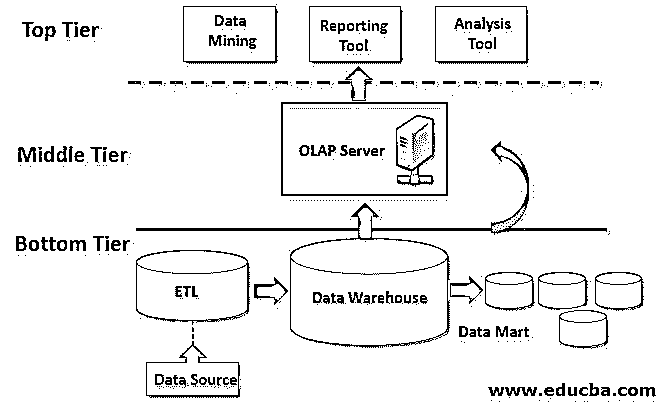 Top Tier
Data
Mining
Reporting
Tool
Analysis
Tool
Middle Tier
OLAP Server
Bottom Tier
ETL
Data Warehouse
Data Mart
Data Source
www.educba.com